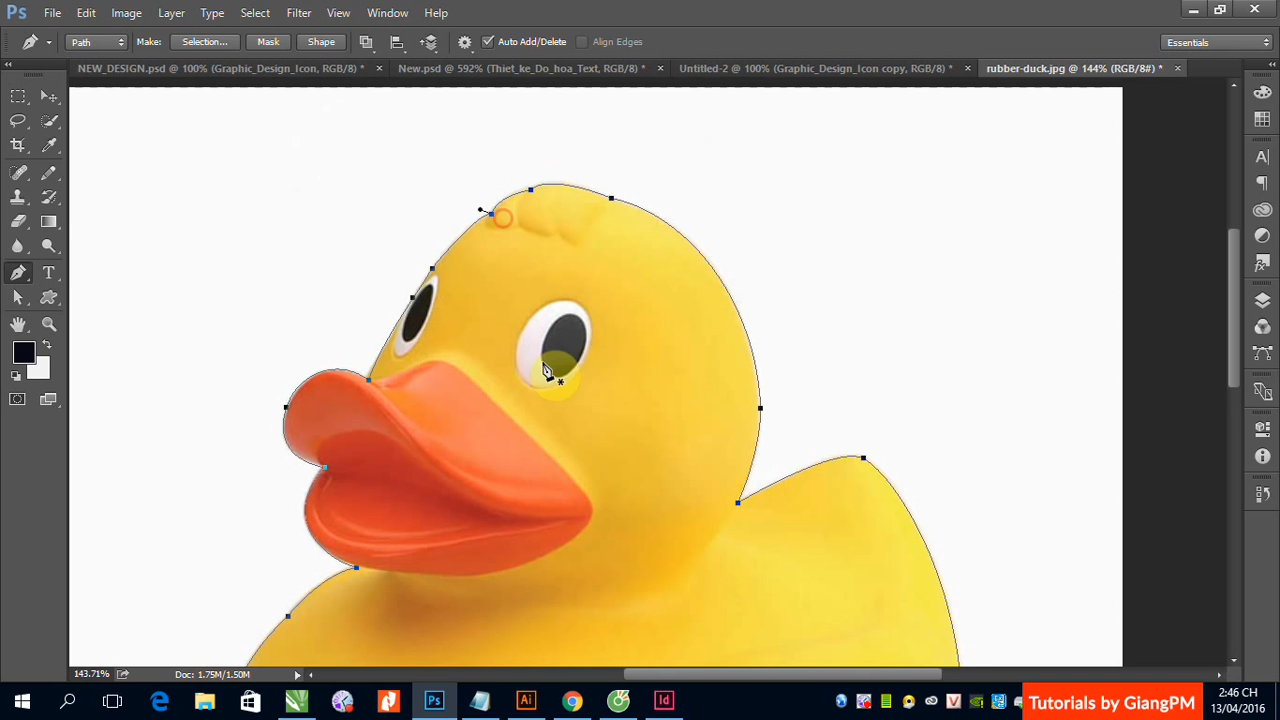 Ps File Edit Image Layer Type Select Filter View Window Help
Path Make: Selection... Mask Shape Auto Add/Delete Align Edges Essentials
NEW_DESIGN.psd @ 100% (Graphic_Design_Icon, RGB/8) * New.psd @ 592% (Thiet_ke_Do_hoa_Text, RGB/8) * Untitled-2 @ 100% (Graphic_Design_Icon copy, RGB/8) * rubber-duck.jpg @ 144% (RGB/8#) *
143.71% Doc: 1.75M/1.50M
Ps Ai Id
Tutorials by GiangPM
2:46 CH
13/04/2016